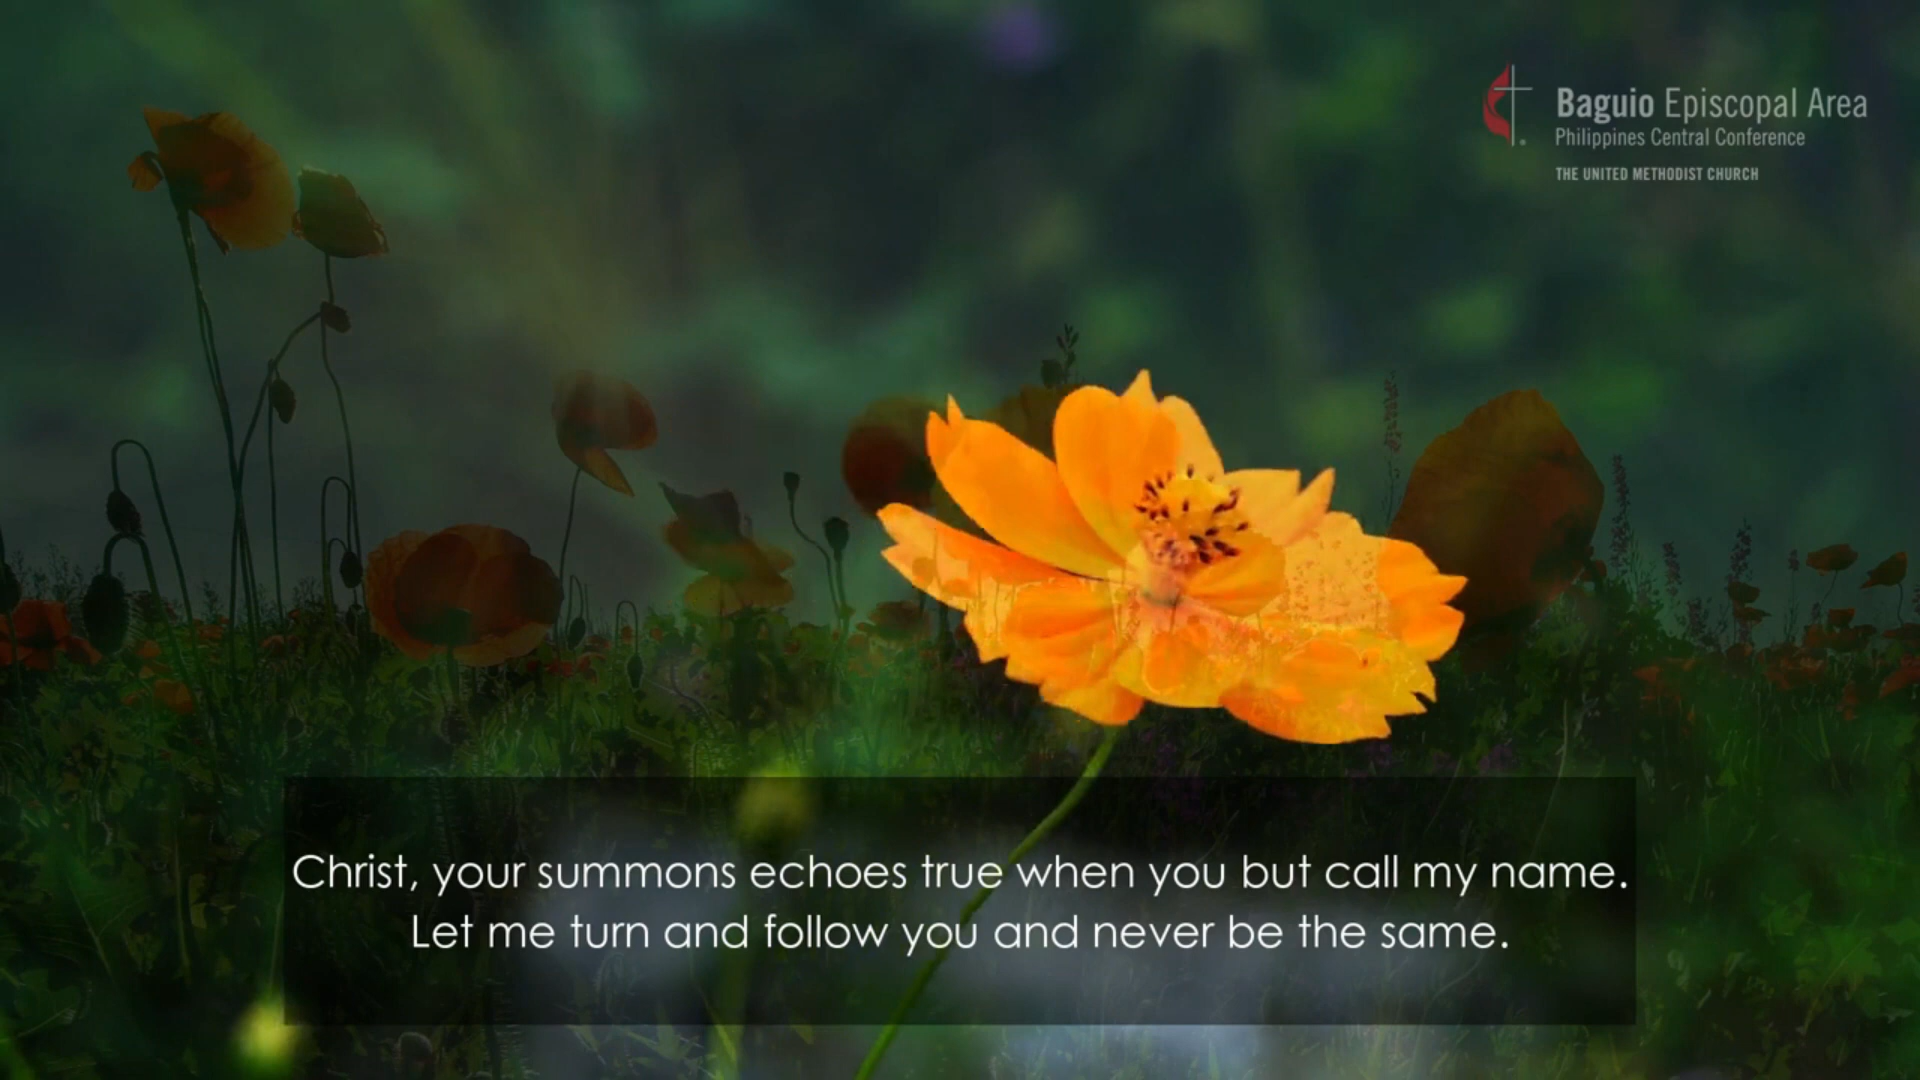 Baguio Episcopal Area
Philippines Central Conference
THE UNITED METHODIST CHURCH
Christ, your summons echoes true when you but call my name.
Let me turn and follow you and never be the same.